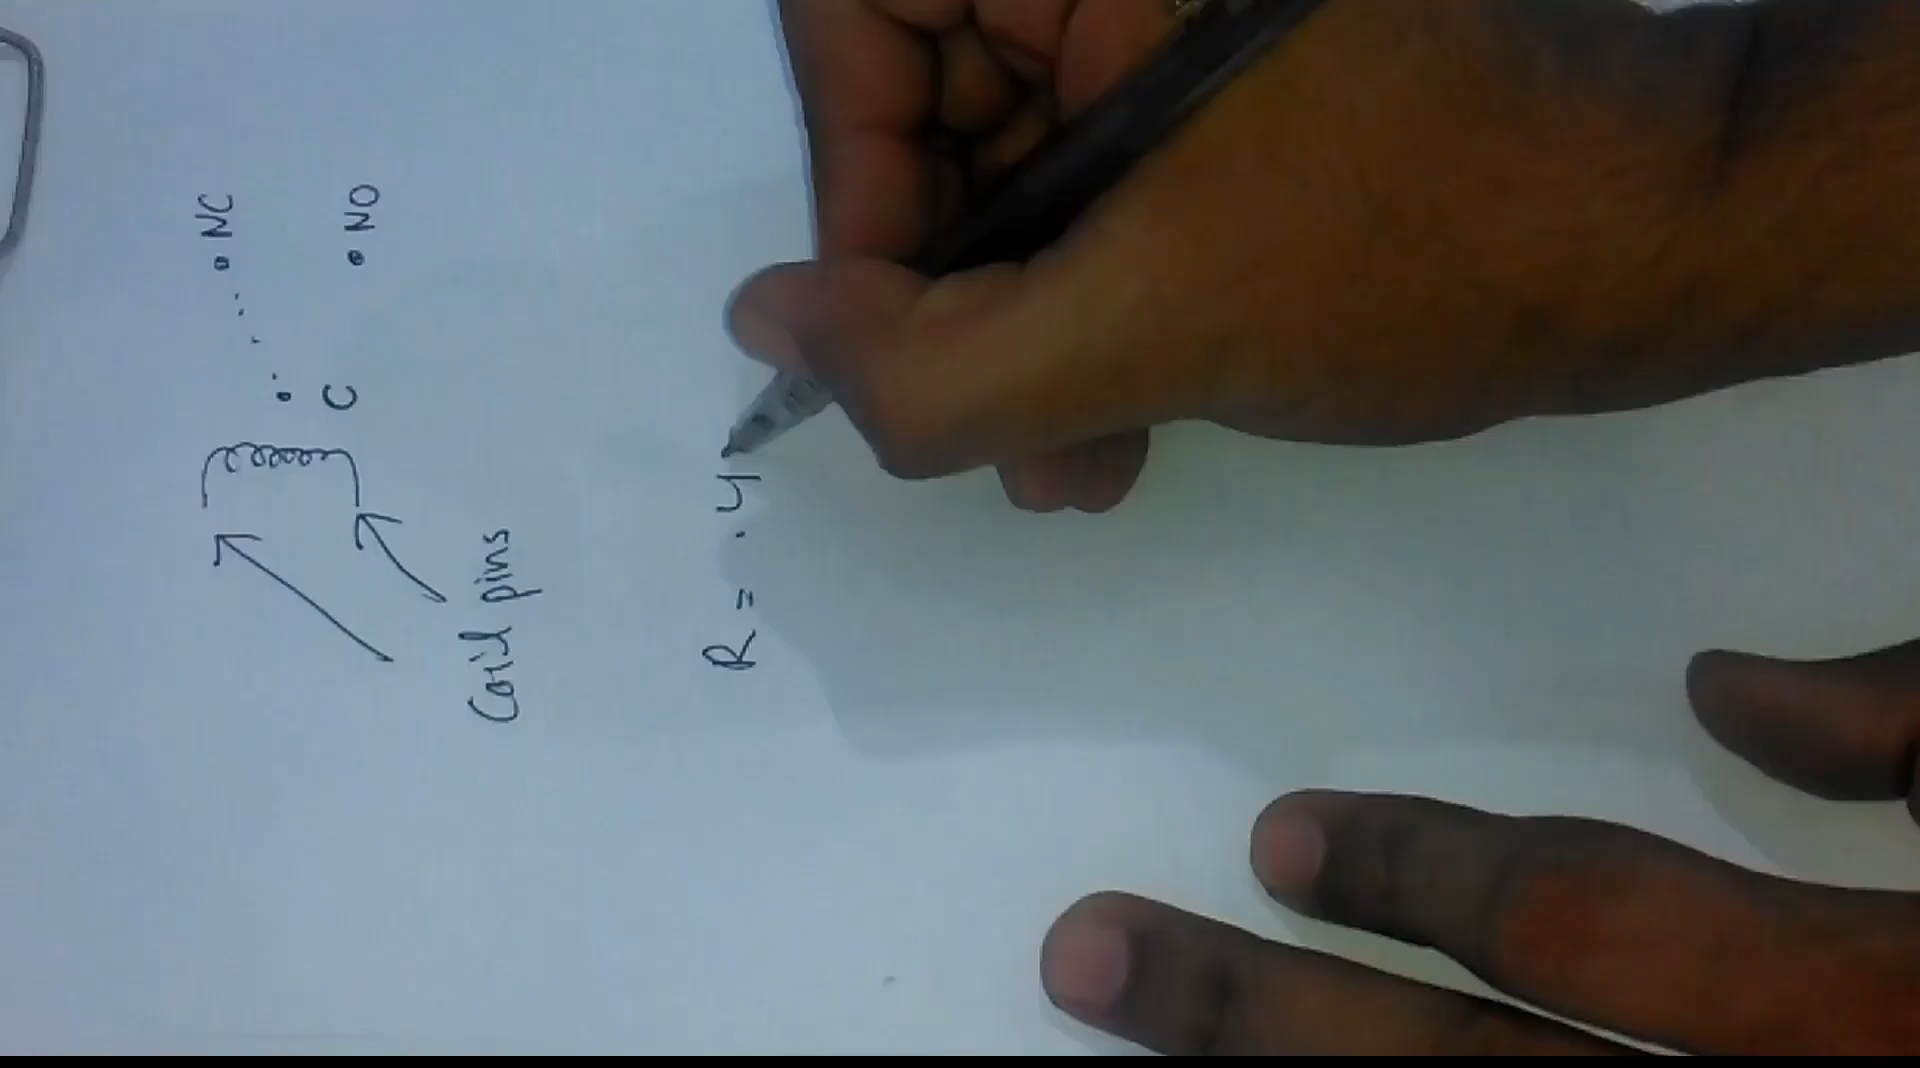 NC
NO
C
Coil pins
R = .4